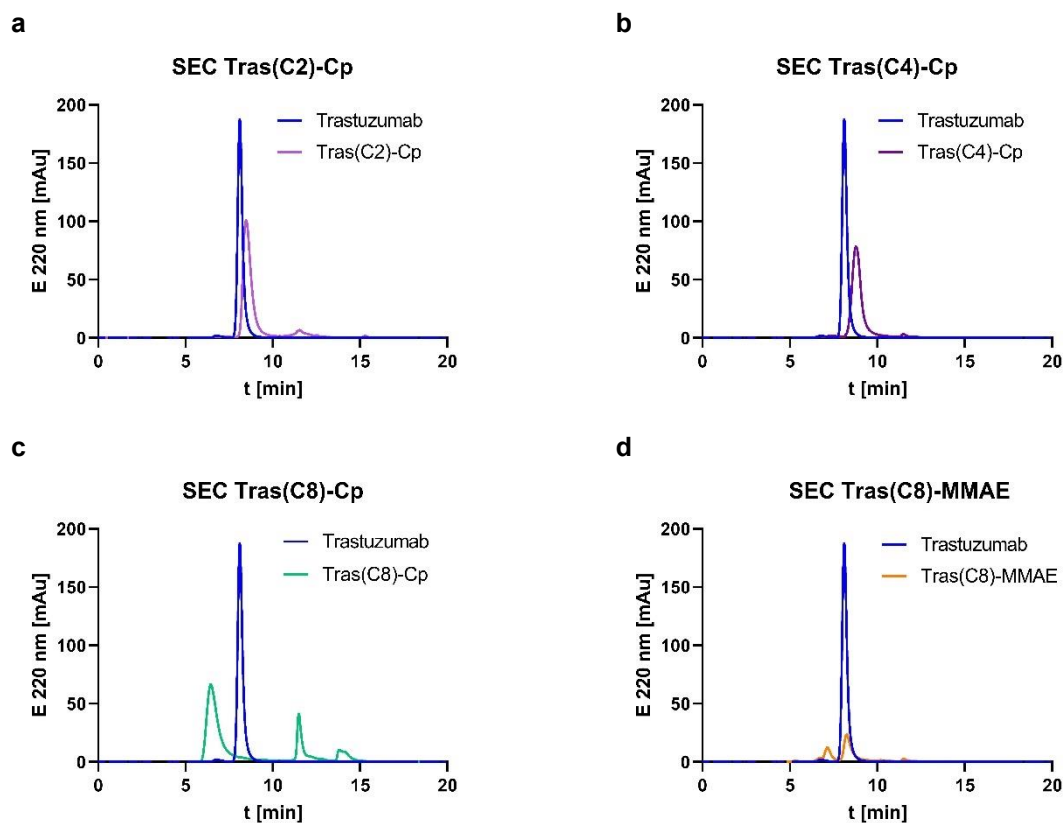 a
SEC Tras(C2)-Cp
200
150
100
50
0
E 220 nm [mAu]
0 5 10 15 20
t [min]
Trastuzumab
Tras(C2)-Cp
b
SEC Tras(C4)-Cp
200
150
100
50
0
E 220 nm [mAu]
0 5 10 15 20
t [min]
Trastuzumab
Tras(C4)-Cp
c
SEC Tras(C8)-Cp
200
150
100
50
0
E 220 nm [mAu]
0 5 10 15 20
t [min]
Trastuzumab
Tras(C8)-Cp
d
SEC Tras(C8)-MMAE
200
150
100
50
0
E 220 nm [mAu]
0 5 10 15 20
t [min]
Trastuzumab
Tras(C8)-MMAE